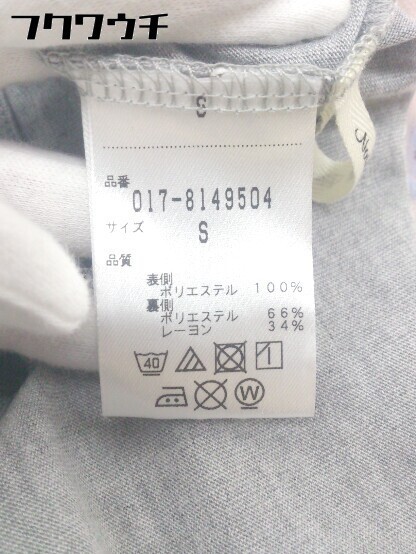 フクワウチ
S
品番
017-8149504
サイズ S
品質
表側
ポリエステル 100%
裏側
ポリエステル 66%
レーヨン 34%
40
W